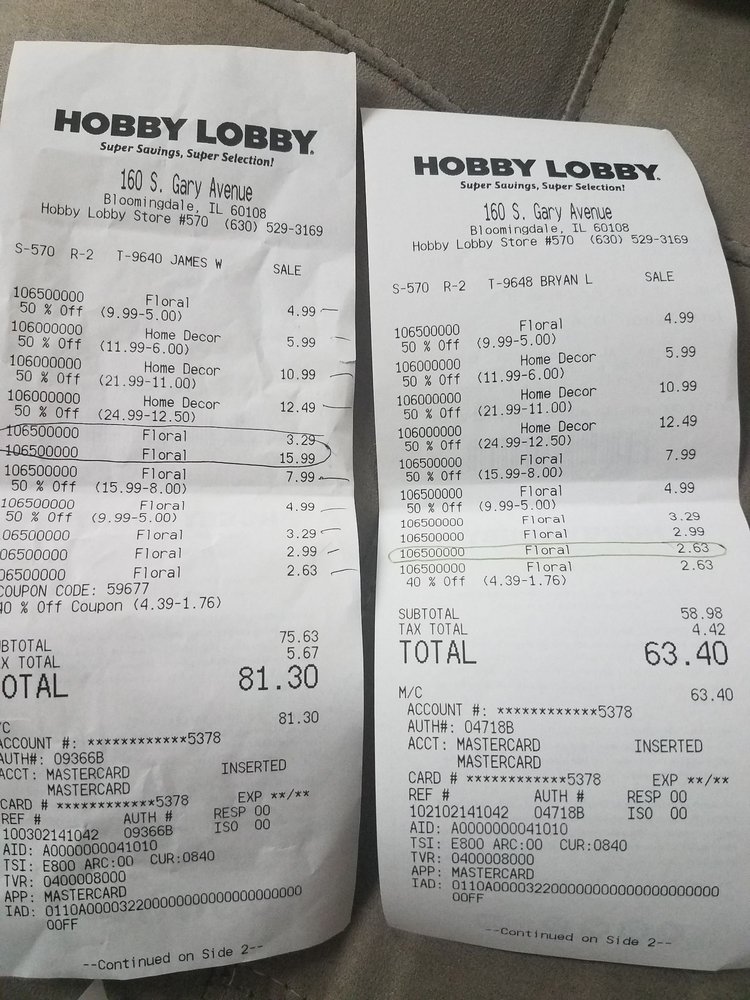 HOBBY LOBBY
Super Savings, Super Selection!
160 S. Gary Avenue
Bloomingdale, IL 60108
Hobby Lobby Store #570 (630) 529-3169
S-570 R-2 T-9640 JAMES W SALE
106500000 Floral 4.99
50 % Off (9.99-5.00)
106000000 Home Decor 5.99
50 % Off (11.99-6.00)
106000000 Home Decor 10.99
50 % Off (21.99-11.00)
106000000 Home Decor 12.49
50 % Off (24.99-12.50)
106500000 Floral 3.29
106500000 Floral 15.99
106500000 Floral 7.99
50 % Off (15.99-8.00)
106500000 Floral 4.99
50 % Off (9.99-5.00)
06500000 Floral 3.29
06500000 Floral 2.99
06500000 Floral 2.63
COUPON CODE: 59677
40 % Off Coupon (4.39-1.76)
UBTOTAL 75.63
X TOTAL 5.67
OTAL 81.30
/C 81.30
ACCOUNT #: ************5378
AUTH#: 09366B
ACCT: MASTERCARD INSERTED
MASTERCARD
CARD # ************5378 EXP **/**
REF # AUTH # RESP 00
100302141042 09366B ISO 00
AID: A0000000041010
TSI: E800 ARC:00 CUR:0840
TVR: 0400008000
APP: MASTERCARD
00FF
--Continued on Side 2--
HOBBY LOBBY
Super Savings, Super Selection!
160 S. Gary Avenue
Bloomingdale, IL 60108
Hobby Lobby Store #570 (630) 529-3169
S-570 R-2 T-9648 BRYAN L SALE
106500000 Floral 4.99
50 % Off (9.99-5.00)
106000000 Home Decor 5.99
50 % Off (11.99-6.00)
106000000 Home Decor 10.99
50 % Off (21.99-11.00)
106000000 Home Decor 12.49
50 % Off (24.99-12.50)
106500000 Floral 7.99
50 % Off (15.99-8.00)
106500000 Floral 4.99
50 % Off (9.99-5.00)
106500000 Floral 3.29
106500000 Floral 2.99
106500000 Floral 2.63
106500000 Floral 2.63
40 % Off (4.39-1.76)
SUBTOTAL 58.98
TAX TOTAL 4.42
TOTAL 63.40
M/C 63.40
ACCOUNT #: ************5378
AUTH#: 04718B
ACCT: MASTERCARD INSERTED
MASTERCARD
CARD # ************5378 EXP **/**
REF # AUTH # RESP 00
102102141042 04718B ISO 00
AID: A0000000041010
TSI: E800 ARC:00 CUR:0840
TVR: 0400008000
APP: MASTERCARD
00FF
--Continued on Side 2--